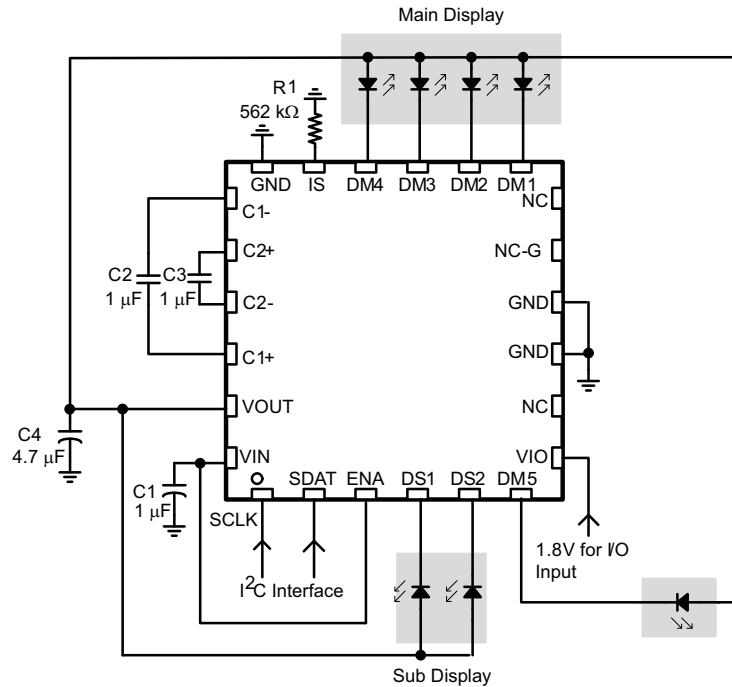 Main Display
R1
562 kΩ
GND
IS
DM4
DM3
DM2
DM1
C1-
NC
C2+
NC-G
C2
1 μF
C3
1 μF
C2-
GND
C1+
GND
VOUT
NC
C4
4.7 μF
VIN
VIO
C1
1 μF
SCLK
SDAT
ENA
DS1
DS2
DM5
I²C Interface
1.8V for I/O
Input
Sub Display